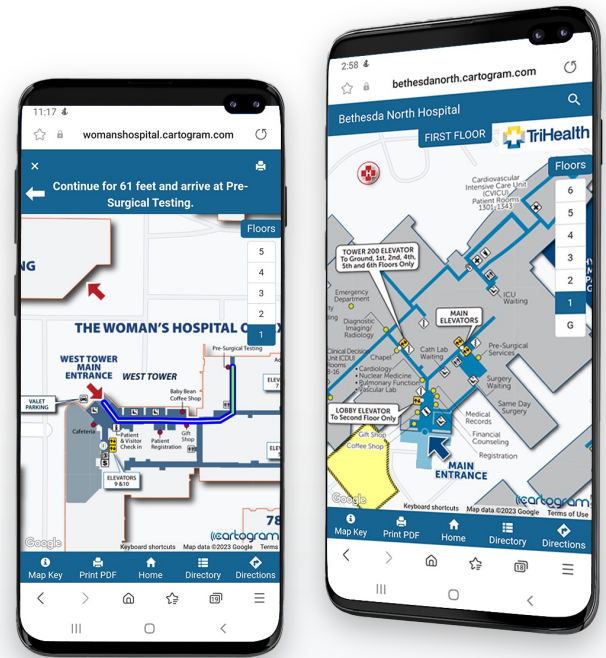 11:17
womanshospital.cartogram.com
Continue for 61 feet and arrive at Pre-
Surgical Testing.
Floors
5
4
3
2
1
NG
THE WOMAN'S HOSPITAL O
Pre-Surgical Testing
WEST TOWER
MAIN
ENTRANCE
WEST TOWER
Baby Bean
Coffee Shop
VALET
PARKING
Cafeteria
Patient
& Visitor
Check in
Patient
Registration
Gift
Shop
ELEVATORS
9 &10
78
Google
cartogram
Keyboard shortcuts
Map data ©2023 Google
Terms
Map Key
Print PDF
Home
Directory
Directions
19
2:58
bethesdanorth.cartogram.com
Bethesda North Hospital
FIRST FLOOR
TriHealth
Floors
6
5
4
3
2
1
G
Cardiovascular
Intensive Care Unit
(CVICU)
Patient Rooms
1301-1343
TOWER 200 ELEVATOR
To Ground, 1st, 2nd, 4th,
5th and 6th Floors Only
Emergency
Department
ICU
Waiting
MAIN
ELEVATORS
Diagnostic
Imaging/
Radiology
Cath Lab
Waiting
Pre-Surgical
Services
Chapel
• Cardiology
• Nuclear Medicine
• Pulmonary Function
Vascular Lab
Surgery
Waiting
Same Day
Surgery
LOBBY ELEVATOR
To Second Floor Only
Medical
Records
Gift Shop
Coffee Shop
Financial
Counseling
Registration
MAIN
ENTRANCE
Google
cartogram
Keyboard shortcuts
Map data ©2023 Google
Terms of Use
Map Key
Print PDF
Home
Directory
Directions
18